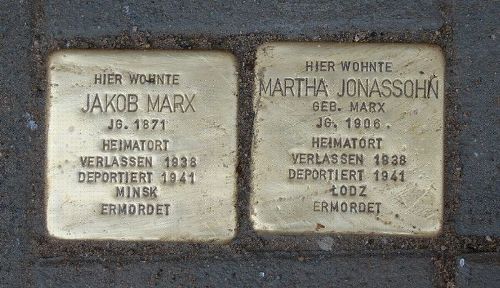 HIER WOHNTE
JAKOB MARX
JG. 1871
HEIMATORT
VERLASSEN 1938
DEPORTIERT 1941
MINSK
ERMORDET
HIER WOHNTE
MARTHA JONASSOHN
GEB. MARX
JG. 1906
HEIMATORT
VERLASSEN 1938
DEPORTIERT 1941
ŁODZ
ERMORDET